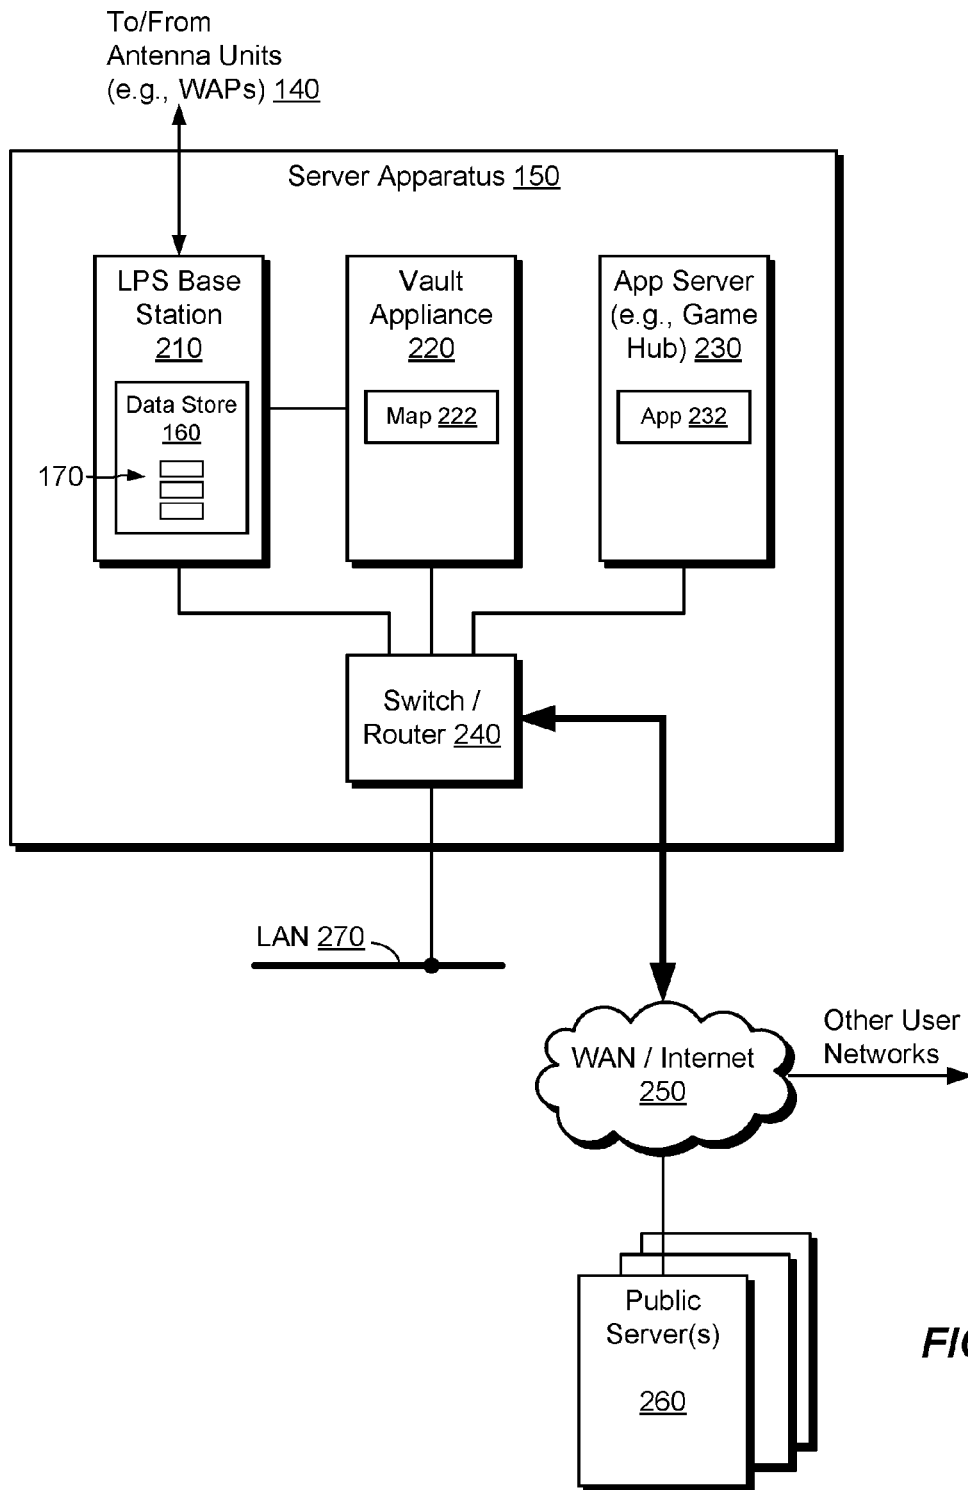 To/From
Antenna Units
(e.g., WAPs) 140
Server Apparatus 150
LPS Base
Station
210
Data Store
160
170
Vault
Appliance
220
Map 222
App Server
(e.g., Game
Hub) 230
App 232
Switch /
Router 240
LAN 270
WAN / Internet
250
Other User
Networks
Public
Server(s)
260